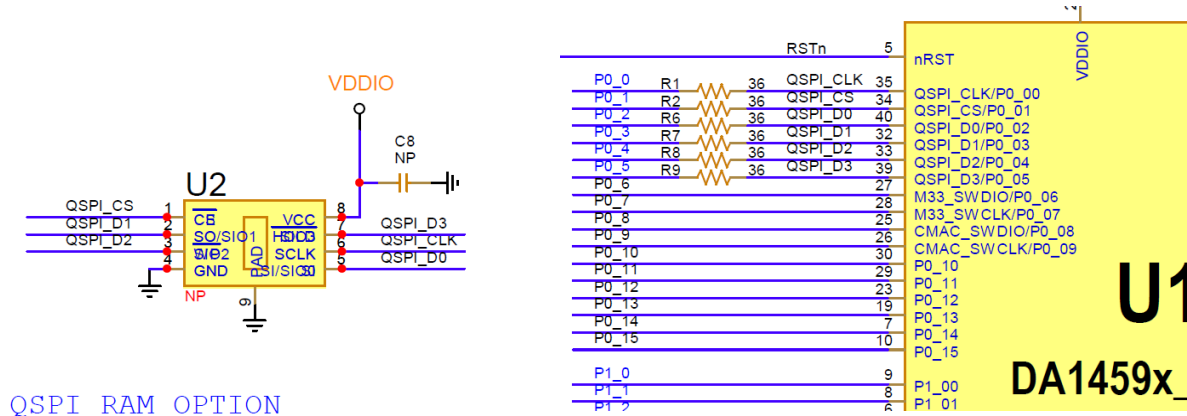 VDDIO
C8
NP
U2
QSPI_CS 1 CE VCC 8
QSPI_D1 2 SO/SIO1 7 QSPI_D3
QSPI_D2 3 SCLK 6 QSPI_CLK
4 GND SI/SIO0 5 QSPI_D0
PAD
NP
9
QSPI RAM OPTION
RSTn 5 nRST
VDDIO
P0_0 R1 36 QSPI_CLK 35 QSPI_CLK/P0_00
P0_1 R2 36 QSPI_CS 34 QSPI_CS/P0_01
P0_2 R6 36 QSPI_D0 40 QSPI_D0/P0_02
P0_3 R7 36 QSPI_D1 32 QSPI_D1/P0_03
P0_4 R8 36 QSPI_D2 33 QSPI_D2/P0_04
P0_5 R9 36 QSPI_D3 39 QSPI_D3/P0_05
P0_6 27 M33_SWDIO/P0_06
P0_7 28 M33_SWCLK/P0_07
P0_8 25 CMAC_SWDIO/P0_08
P0_9 26 CMAC_SWCLK/P0_09
P0_10 30 P0_10
P0_11 29 P0_11
P0_12 23 P0_12
P0_13 19 P0_13
P0_14 7 P0_14
P0_15 10 P0_15
P1_0 9 P1_00
P1_1 8 P1_01
P1_2 6
U1
DA1459x_